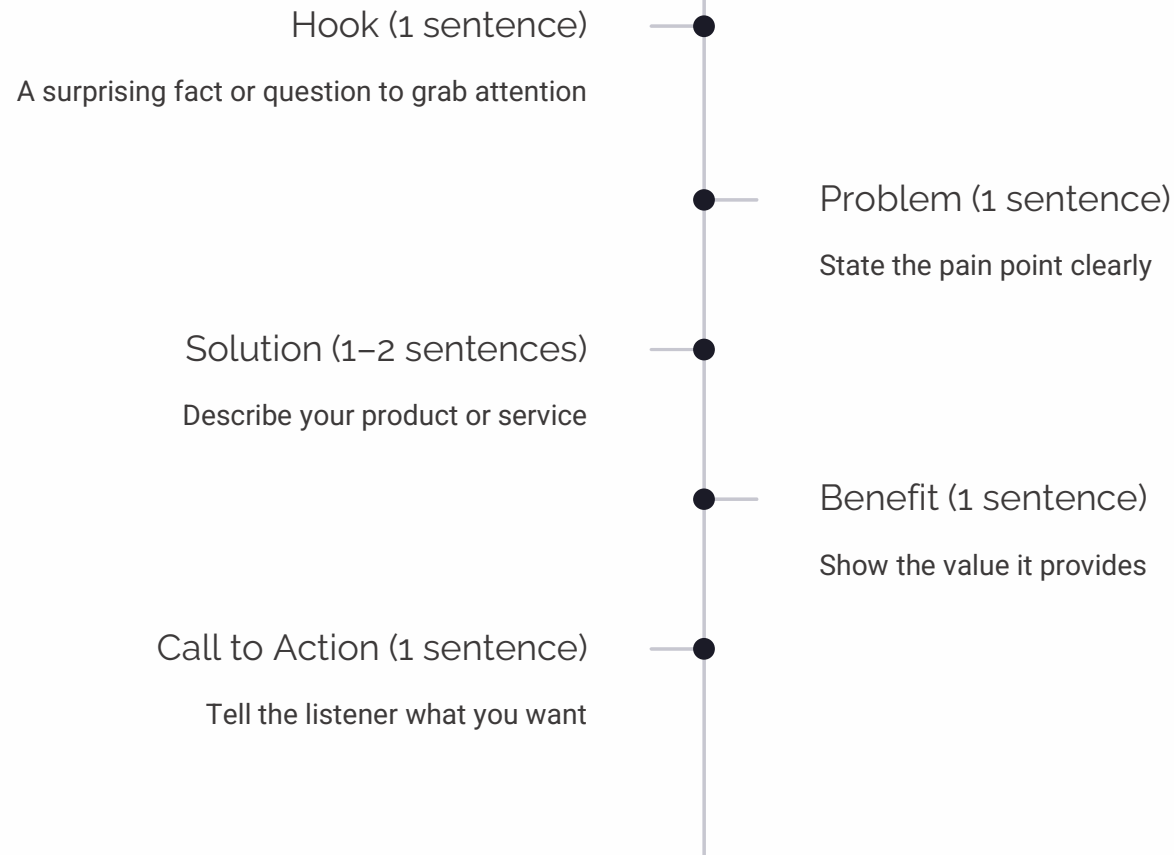 Hook (1 sentence)
A surprising fact or question to grab attention
Problem (1 sentence)
State the pain point clearly
Solution (1–2 sentences)
Describe your product or service
Benefit (1 sentence)
Show the value it provides
Call to Action (1 sentence)
Tell the listener what you want